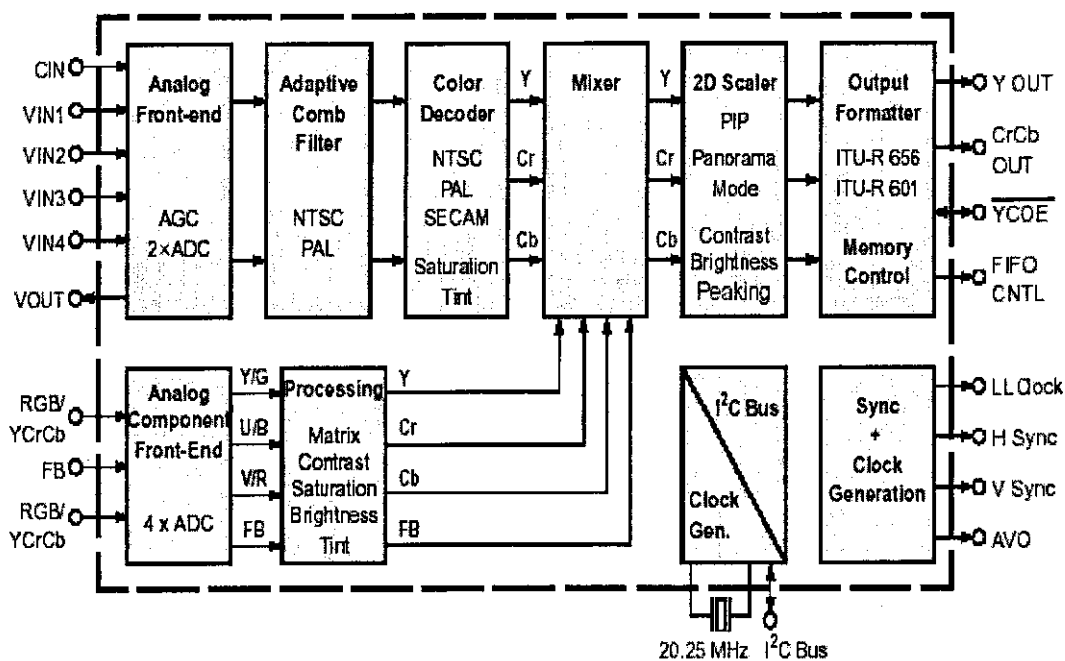 CIN
VIN1
VIN2
VIN3
VIN4
VOUT
Analog
Front-end
AGC
2×ADC
Adaptive
Comb
Filter
NTSC
PAL
Color
Decoder
NTSC
PAL
SECAM
Saturation
Tint
Y
Cr
Cb
Mixer
Y
Cr
Cb
2D Scaler
PIP
Panorama
Mode
Contrast
Brightness
Peaking
Output
Formatter
ITU-R 656
ITU-R 601
Memory
Control
Y OUT
CrCb
OUT
YCOE
FIFO
CNTL
RGB/
YCrCb
FB
RGB/
YCrCb
Analog
Component
Front-End
4 x ADC
Y/G
U/B
V/R
FB
Processing
Matrix
Contrast
Saturation
Brightness
Tint
Y
Cr
Cb
FB
I²C Bus
Clock
Gen.
20.25 MHz
I²C Bus
Sync
+
Clock
Generation
LL Clock
H Sync
V Sync
AVO